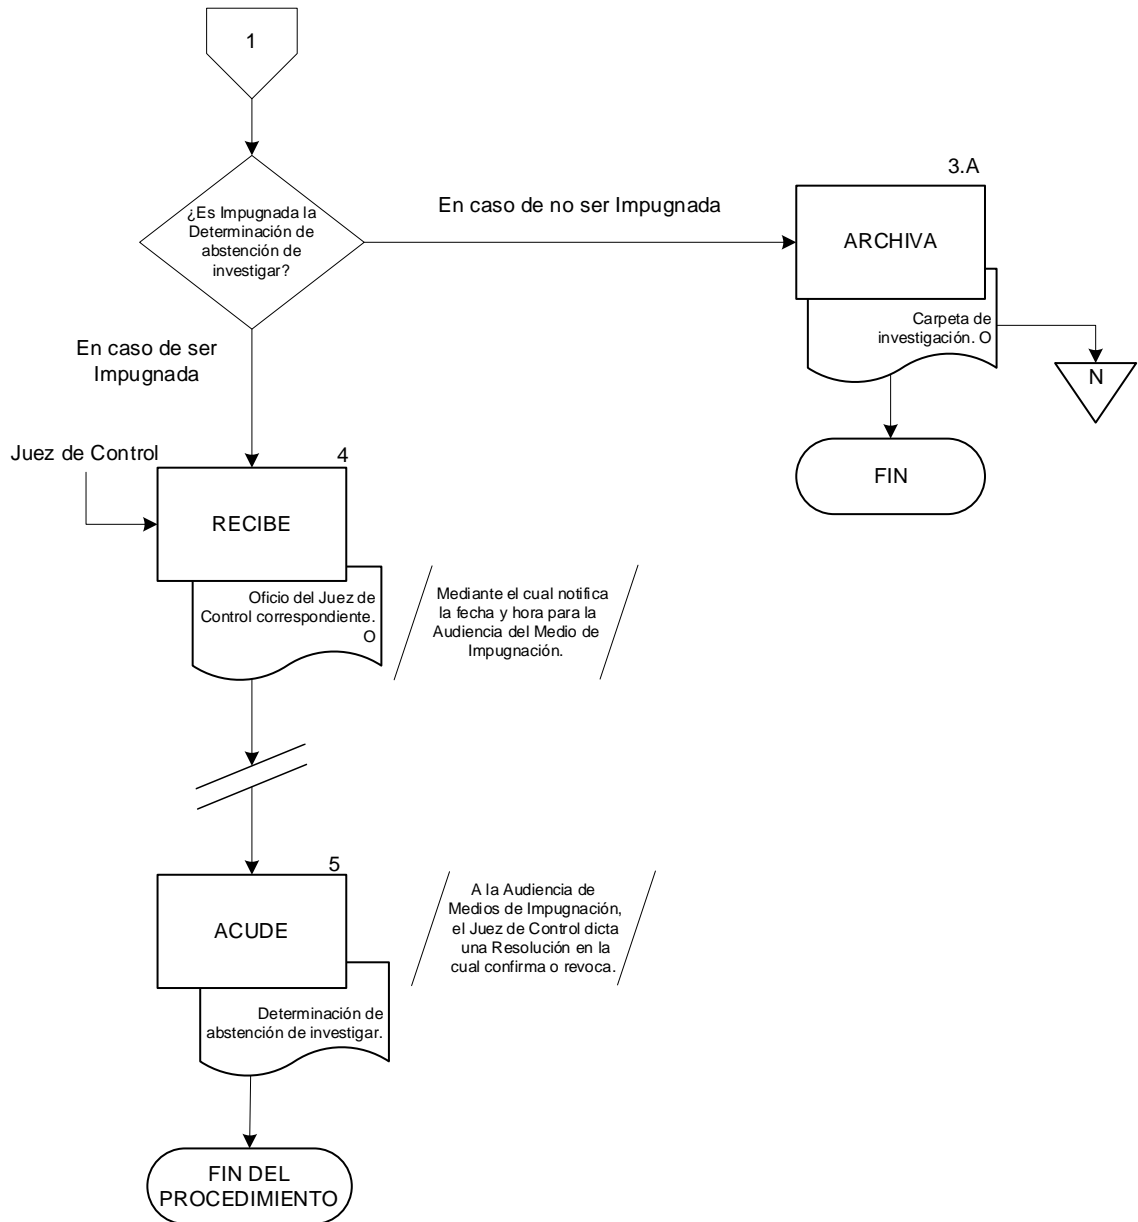 1
¿Es Impugnada la
Determinación de
abstención de
investigar?
En caso de no ser Impugnada
3.A
ARCHIVA
Carpeta de
investigación. O
N
FIN
En caso de ser
Impugnada
Juez de Control
4
RECIBE
Oficio del Juez de
Control correspondiente.
O
Mediante el cual notifica
la fecha y hora para la
Audiencia del Medio de
Impugnación.
5
ACUDE
A la Audiencia de
Medios de Impugnación,
el Juez de Control dicta
una Resolución en la
cual confirma o revoca.
Determinación de
abstención de investigar.
FIN DEL
PROCEDIMIENTO